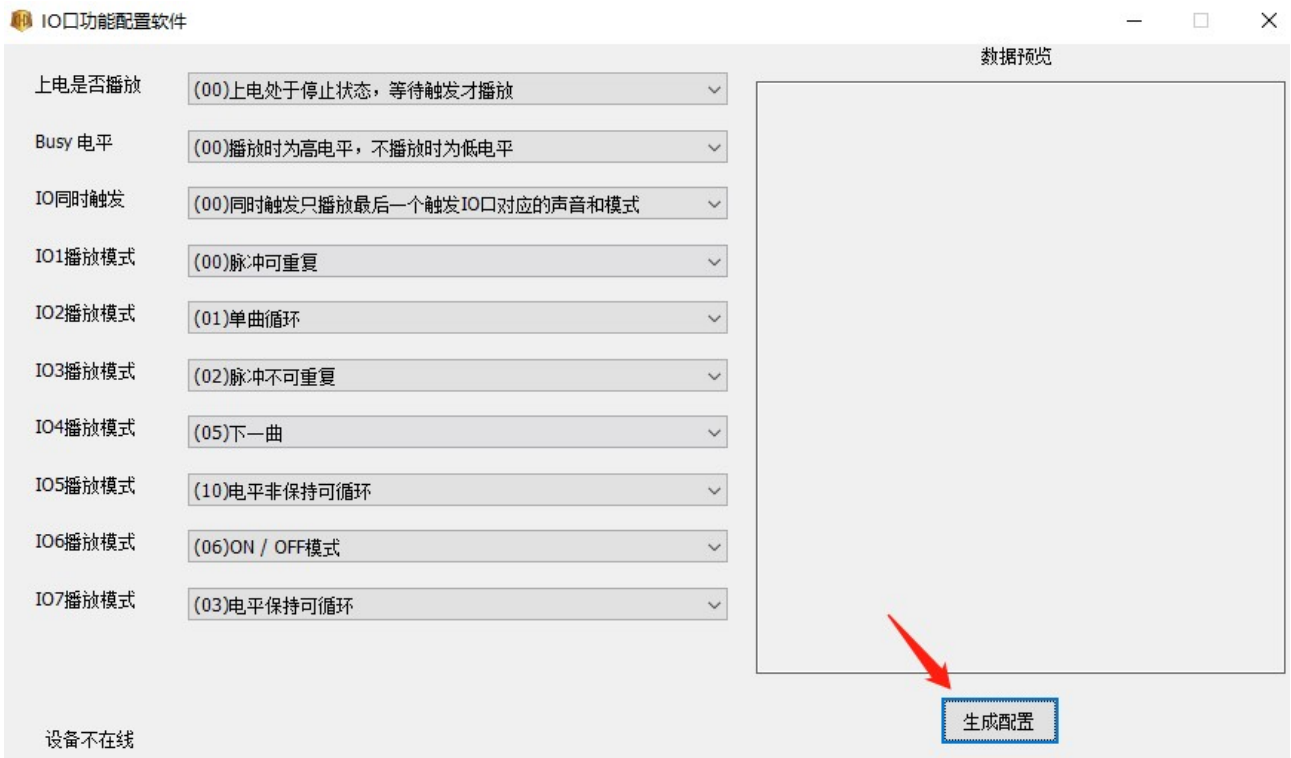 IO口功能配置软件
数据预览
上电是否播放 (00)上电处于停止状态，等待触发才播放
Busy 电平 (00)播放时为高电平，不播放时为低电平
IO同时触发 (00)同时触发只播放最后一个触发IO口对应的声音和模式
IO1播放模式 (00)脉冲可重复
IO2播放模式 (01)单曲循环
IO3播放模式 (02)脉冲不可重复
IO4播放模式 (05)下一曲
IO5播放模式 (10)电平非保持可循环
IO6播放模式 (06)ON / OFF模式
IO7播放模式 (03)电平保持可循环
生成配置
设备不在线